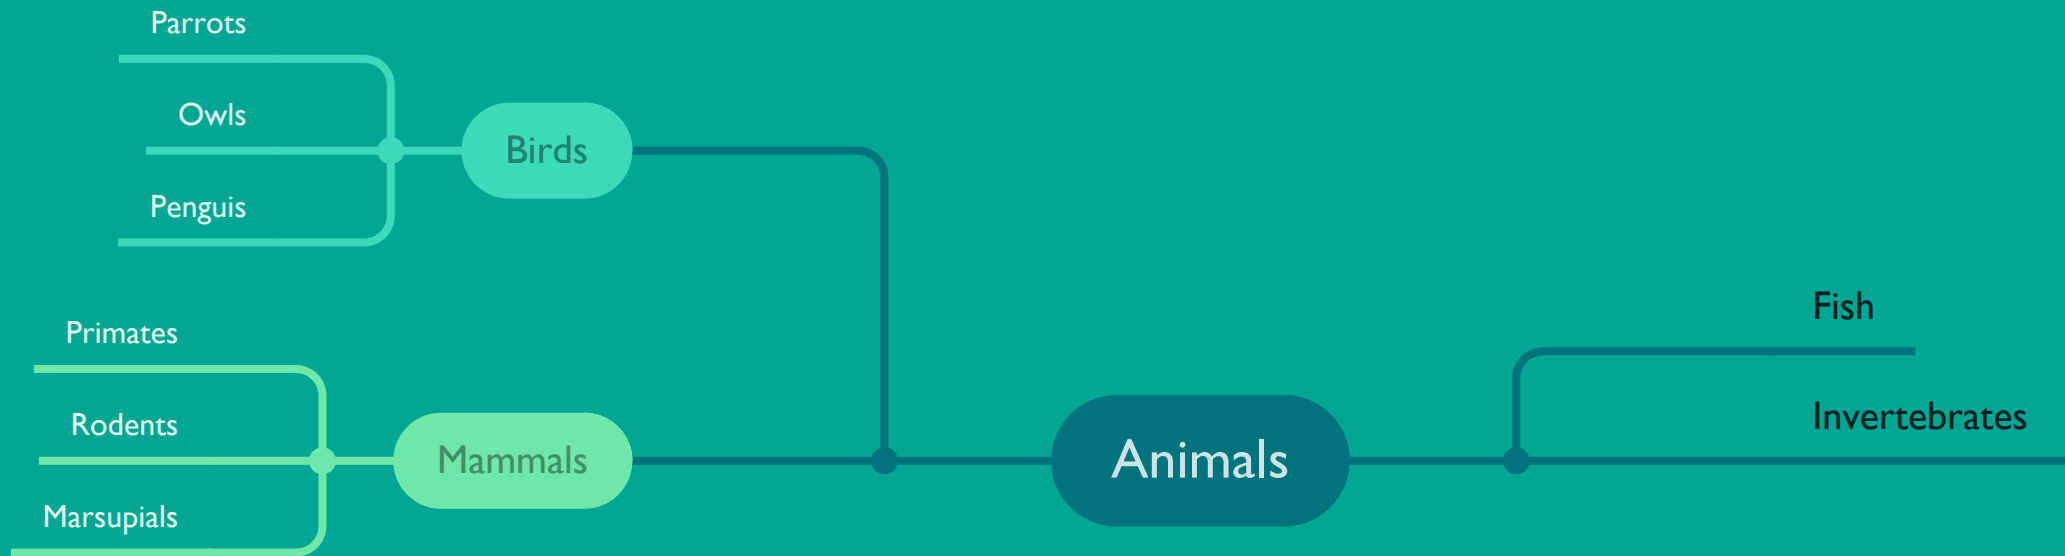 Parrots
Owls
Penguis
Birds
Primates
Rodents
Marsupials
Mammals
Animals
Fish
Invertebrates